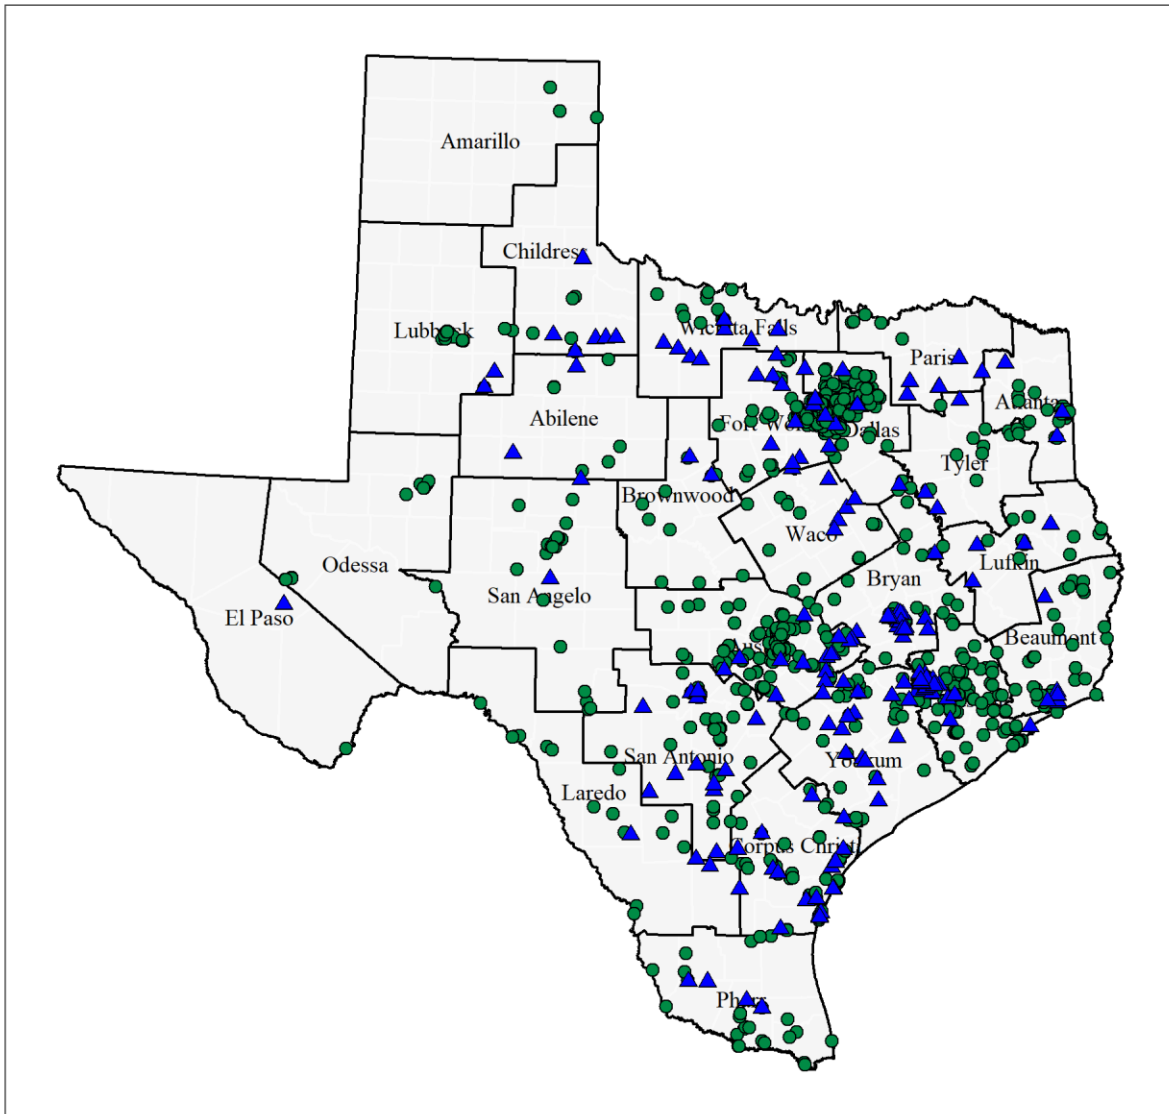 Amarillo
Childress
Lubbock
Wichita Falls
Paris
Atlanta
Abilene
Fort Worth
Dallas
Tyler
Brownwood
Waco
Odessa
Lufkin
Bryan
San Angelo
El Paso
Beaumont
Austin
San Antonio
Yoakum
Laredo
Corpus Christi
Pharr